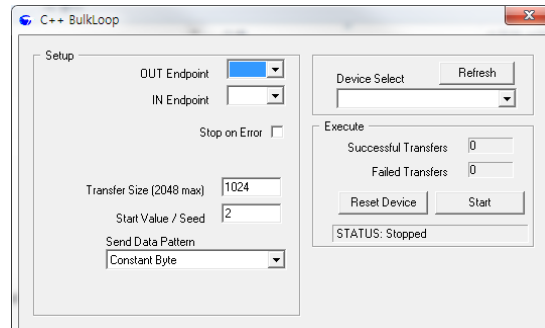 C++ BulkLoop
Setup
OUT Endpoint
IN Endpoint
Stop on Error
Transfer Size (2048 max) 1024
Start Value / Seed 2
Send Data Pattern
Constant Byte
Device Select Refresh
Execute
Successful Transfers 0
Failed Transfers 0
Reset Device Start
STATUS: Stopped